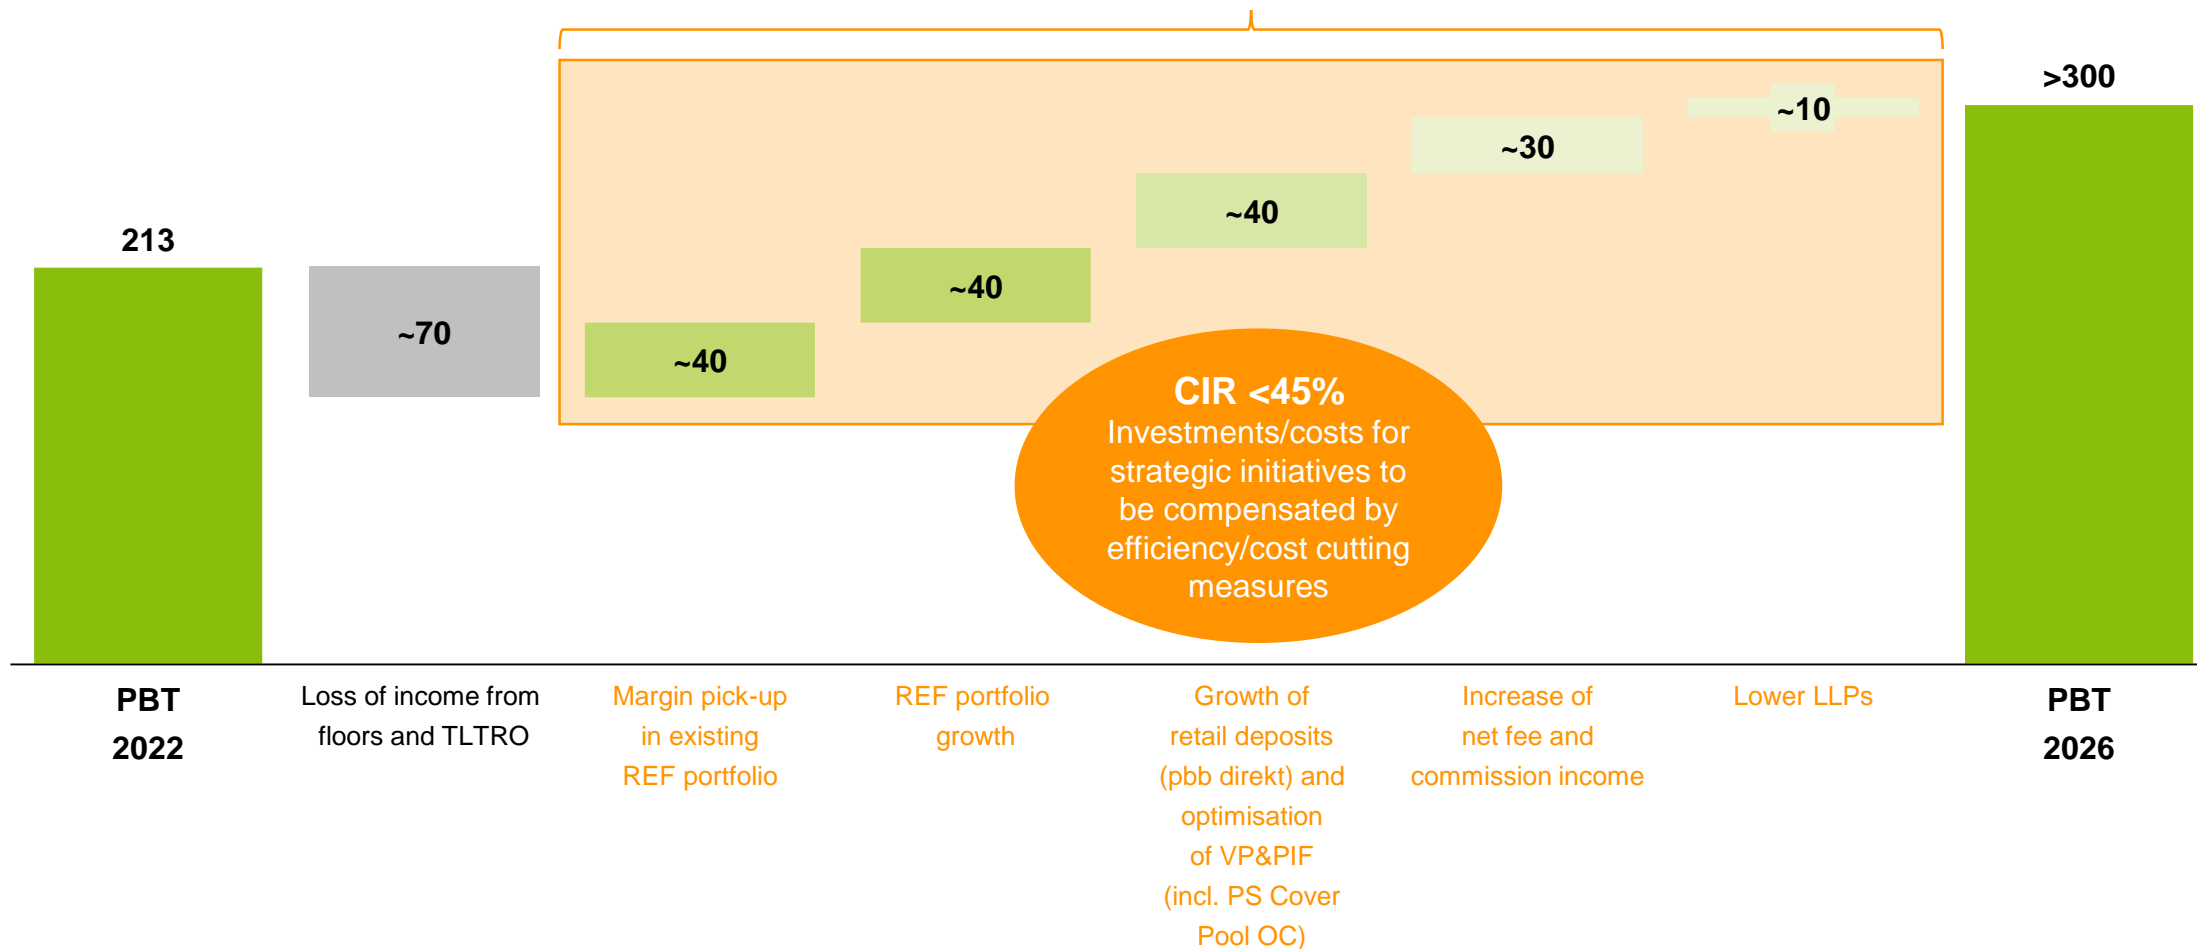 213
~70
~40
~40
~40
~30
~10
>300
CIR <45%
Investments/costs for
strategic initiatives to
be compensated by
efficiency/cost cutting
measures
PBT
2022
Loss of income from
floors and TLTRO
Margin pick-up
in existing
REF portfolio
REF portfolio
growth
Growth of
retail deposits
(pbb direkt) and
optimisation
of VP&PIF
(incl. PS Cover
Pool OC)
Increase of
net fee and
commission income
Lower LLPs
PBT
2026